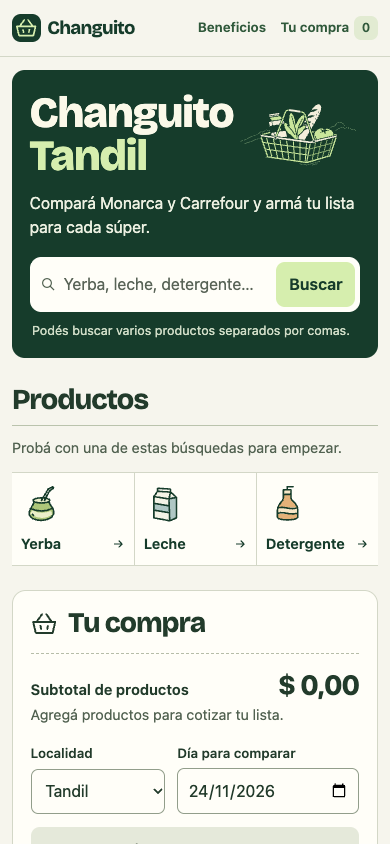 Changuito
Beneficios
Tu compra 0
Changuito
Tandil
Compará Monarca y Carrefour y armá tu lista
para cada súper.
Yerba, leche, detergente...
Buscar
Podés buscar varios productos separados por comas.
Productos
Probá con una de estas búsquedas para empezar.
Yerba →
Leche →
Detergente →
Tu compra
Subtotal de productos
$ 0,00
Agregá productos para cotizar tu lista.
Localidad
Día para comparar
Tandil
24/11/2026